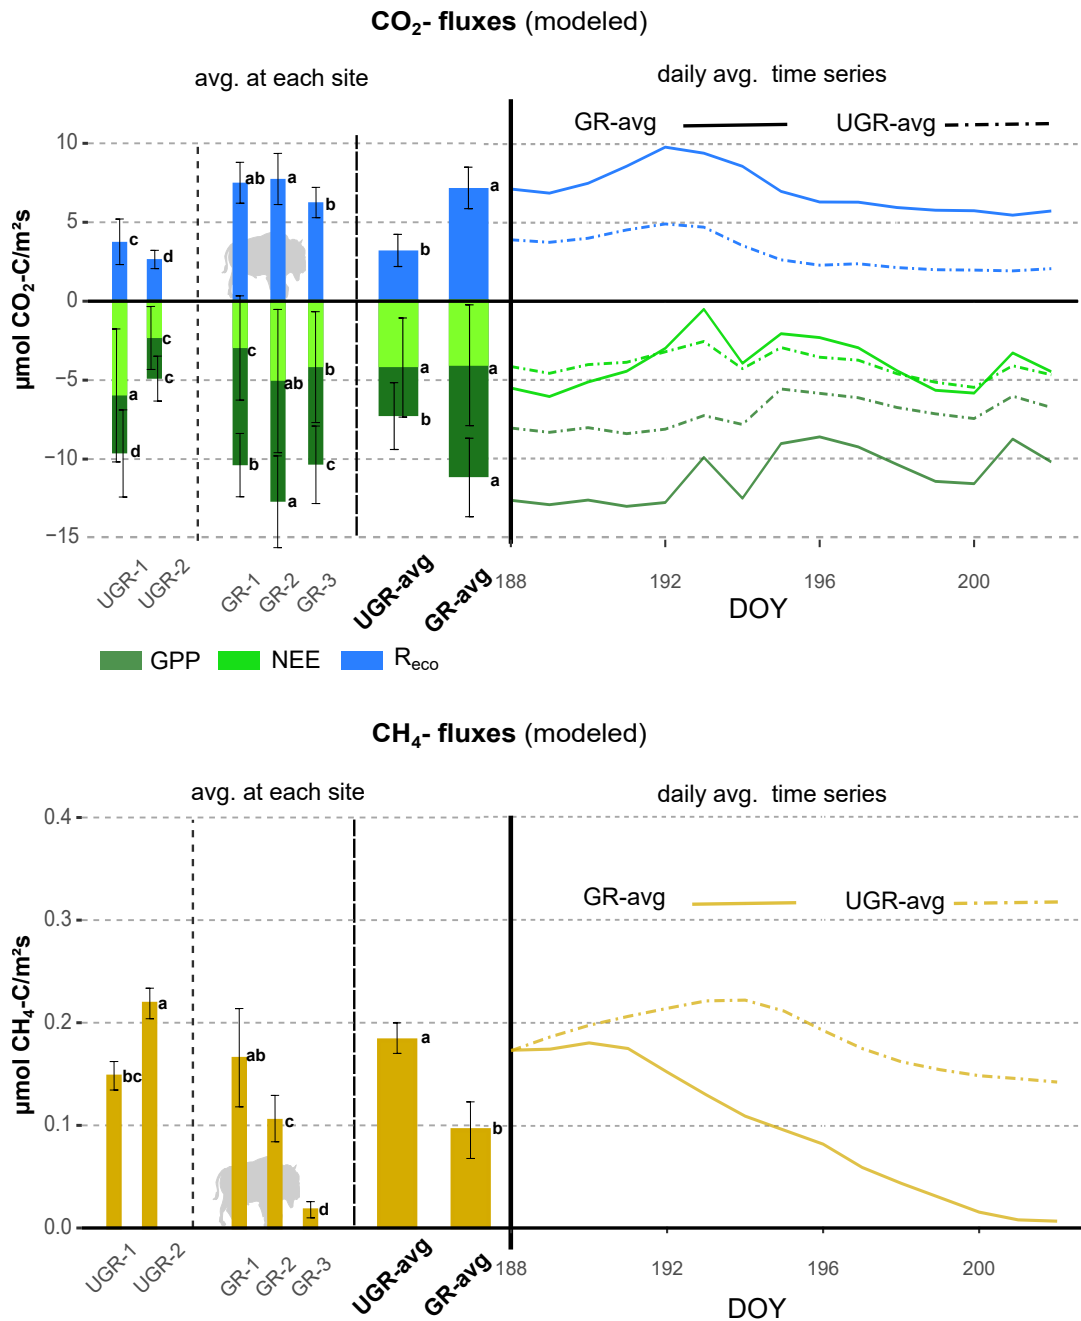 CO₂- fluxes (modeled)
avg. at each site
daily avg. time series
GR-avg
UGR-avg
µmol CO₂-C/m²s
10
5
0
−5
−10
−15
c
d
ab
a
b
b
a
a
c
c
ab
b
a
a
d
b
a
c
b
a
UGR-1
UGR-2
GR-1
GR-2
GR-3
UGR-avg
GR-avg
188
192
196
200
DOY
GPP
NEE
Reco
CH₄- fluxes (modeled)
avg. at each site
daily avg. time series
GR-avg
UGR-avg
µmol CH₄-C/m²s
0.4
0.3
0.2
0.1
0.0
bc
a
ab
c
d
a
b
UGR-1
UGR-2
GR-1
GR-2
GR-3
UGR-avg
GR-avg
188
192
196
200
DOY